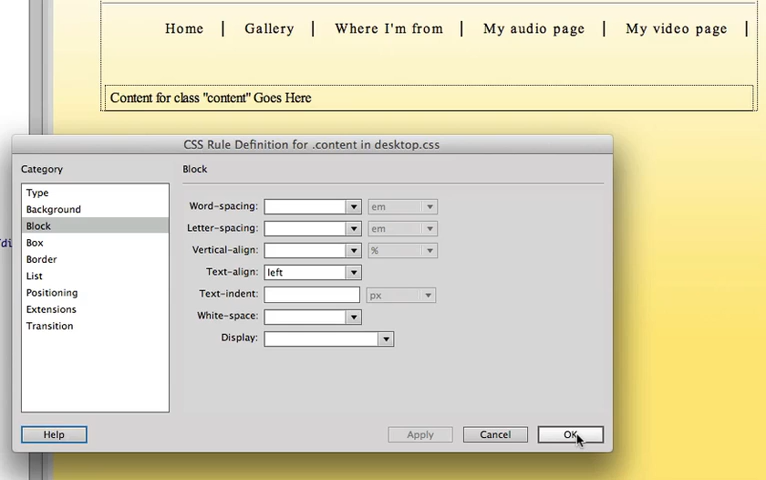 Home | Gallery | Where I'm from | My audio page | My video page |
Content for class "content" Goes Here
CSS Rule Definition for .content in desktop.css
Category
Block
Type
Background
Block
Box
Border
List
Positioning
Extensions
Transition
Word-spacing: em
Letter-spacing: em
Vertical-align: %
Text-align: left
Text-indent: px
White-space:
Display:
/di
Help
Apply
Cancel
OK